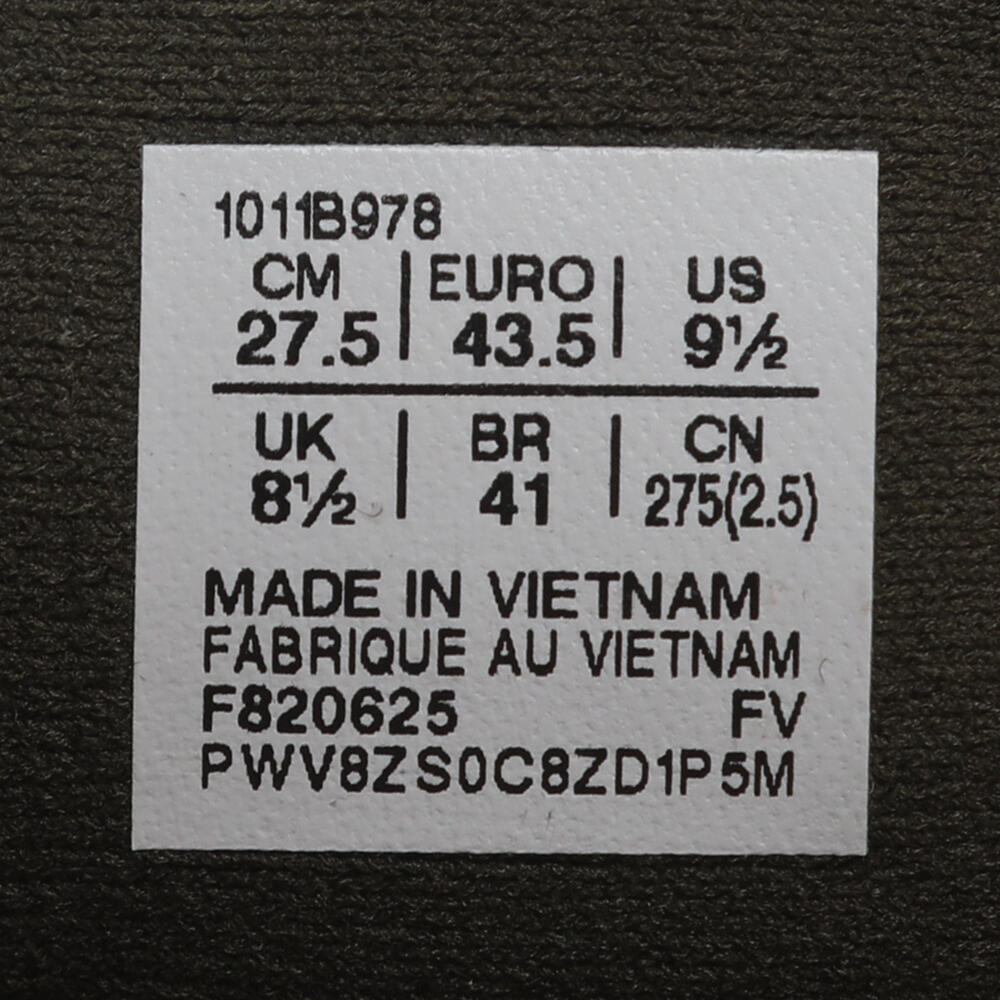 1011B978
CM | EURO | US
27.5 | 43.5 | 9½
UK | BR | CN
8½ | 41 | 275(2.5)
MADE IN VIETNAM
FABRIQUE AU VIETNAM
F820625 FV
PWV8ZS0C8ZD1P5M